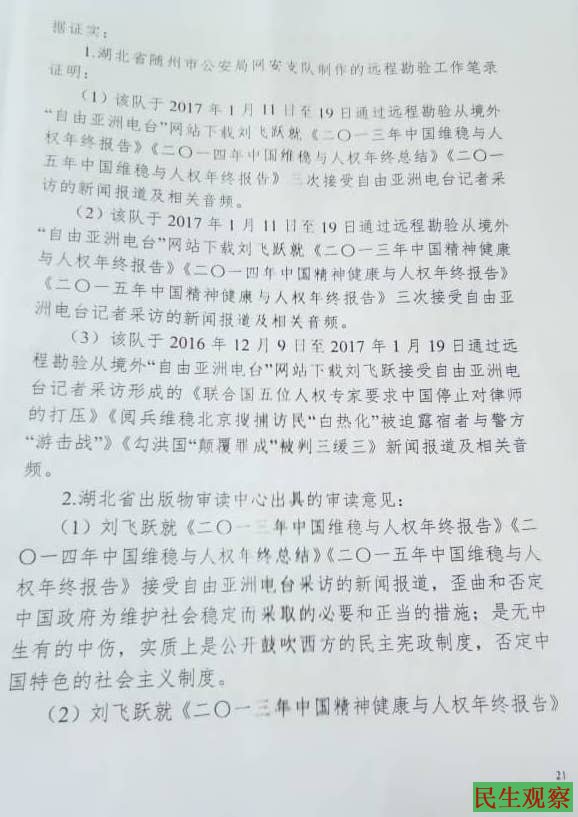 据证实：
1.湖北省随州市公安局网安支队制作的远程勘验工作笔录
证明：
（1）该队于 2017 年 1 月 11 日至 19 日通过远程勘验从境外
“自由亚洲电台”网站下载刘飞跃就《二〇一三年中国维稳与人
权年终报告》《二〇一四年中国维稳与人权年终总结》《二〇一
五年中国维稳与人权年终报告》三次接受自由亚洲电台记者采
访的新闻报道及相关音频。
（2）该队于 2017 年 1 月 11 日至 19 日通过远程勘验从境外
“自由亚洲电台”网站下载刘飞跃就《二〇一三年中国精神健康
与人权年终报告》《二〇一四年中国精神健康与人权年终报告》
《二〇一五年中国精神健康与人权年终报告》三次接受自由亚
洲电台记者采访的新闻报道及相关音频。
（3）该队于 2016 年 12 月 9 日至 2017 年 1 月 19 日通过远
程勘验从境外“自由亚洲电台”网站下载刘飞跃接受自由亚洲电
台记者采访形成的《联合国五位人权专家要求中国停止对律师
的打压》《阅兵维稳北京搜捕访民“白热化”被迫露宿者与警方
“游击战”》《勾洪国“颠覆罪成”被判三缓三》新闻报道及相关音
频。
2.湖北省出版物审读中心出具的审读意见：
（1）刘飞跃就《二〇一三年中国维稳与人权年终报告》《二
〇一四年中国维稳与人权年终总结》《二〇一五年中国维稳与人
权年终报告》接受自由亚洲电台采访的新闻报道，歪曲和否定
中国政府为维护社会稳定而采取的必要和正当的措施；是无中
生有的中伤，实质上是公开鼓吹西方的民主宪政制度，否定中
国特色的社会主义制度。
（2）刘飞跃就《二〇一三年中国精神健康与人权年终报告》
21
民生观察